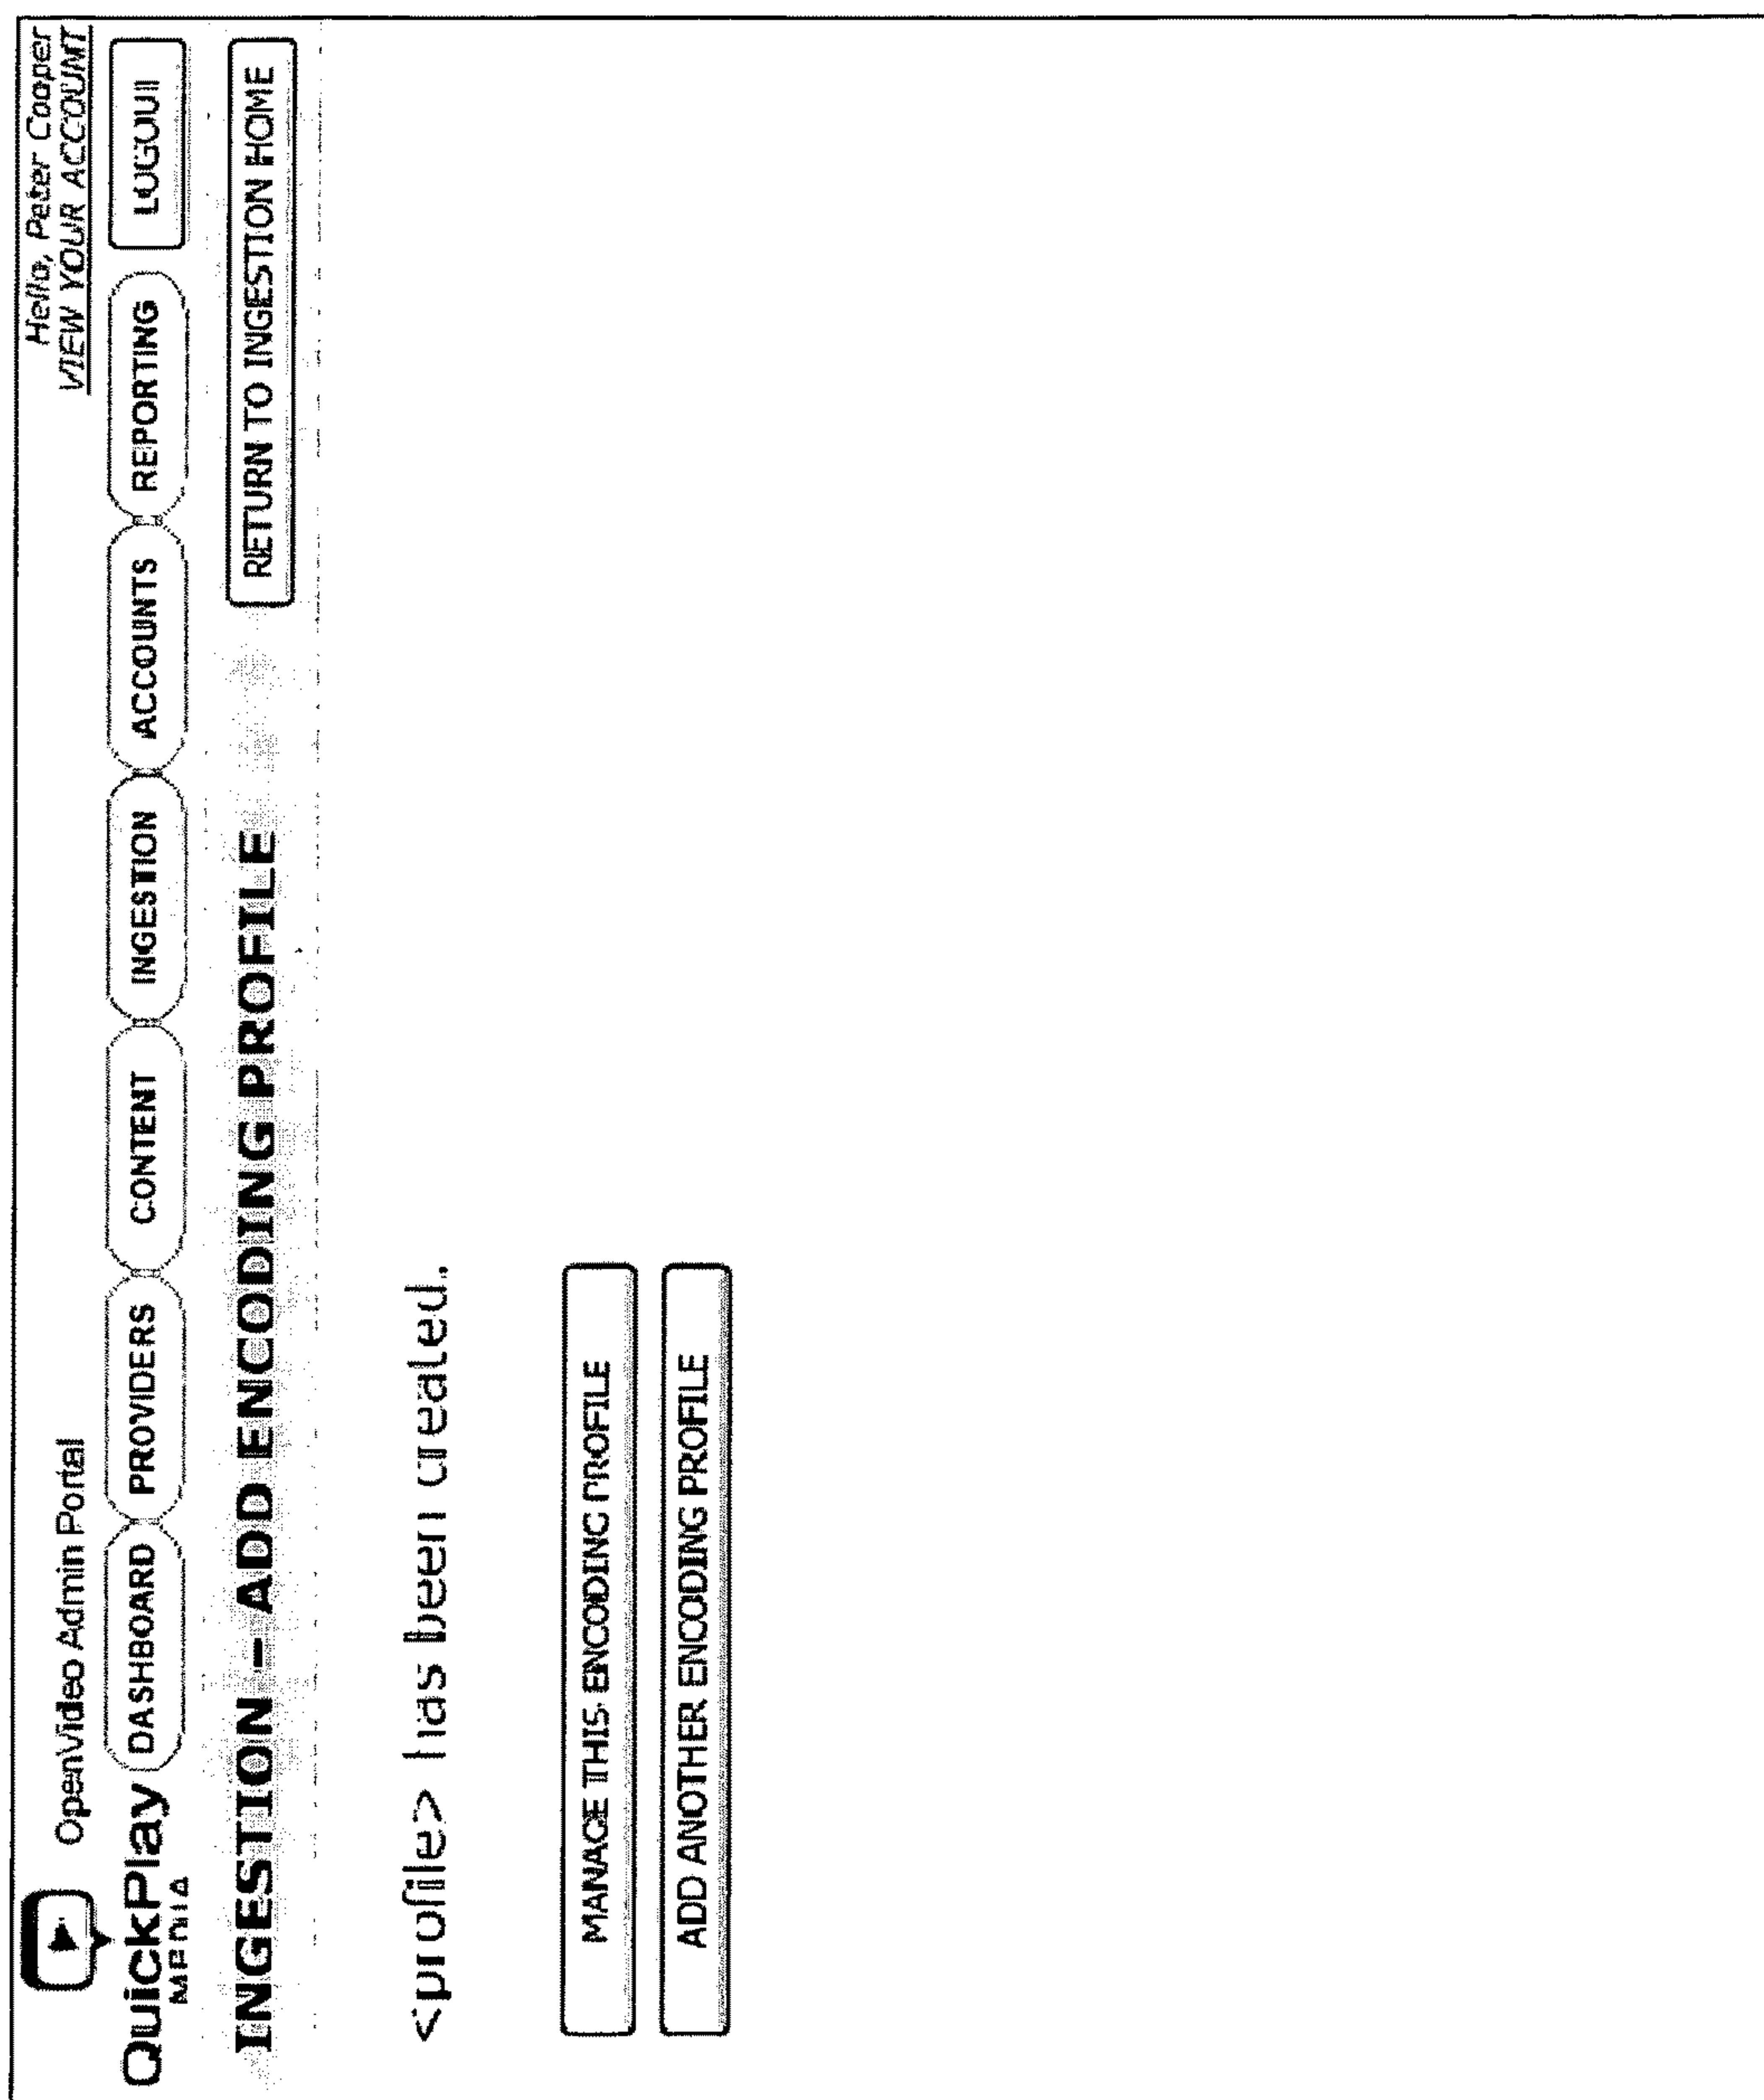 Hello, Peter Cooper
OpenVideo Admin Portal VIEW YOUR ACCOUNT
QuickPlay DASHBOARD PROVIDERS CONTENT INGESTION ACCOUNTS REPORTING LOGOUT
MEDIA
INGESTION – ADD ENCODING PROFILE RETURN TO INGESTION HOME
<profile> has been created.
MANAGE THIS ENCODING PROFILE
ADD ANOTHER ENCODING PROFILE